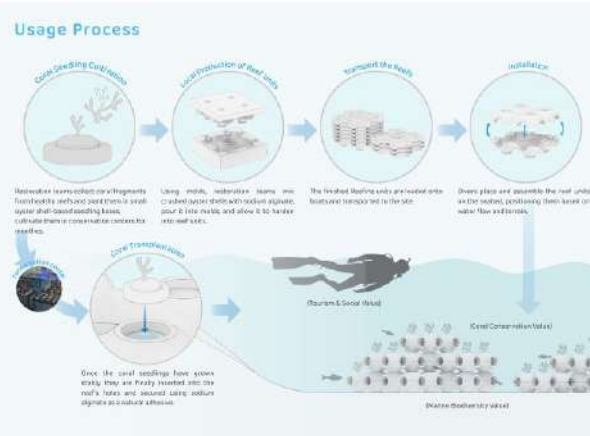 Usage Process
Coral Seedling Cultivation
Local Production of Reef Units
Transport the Reefs
Installation
Restoration teams collect coral fragments
from healthy reefs and plant them in small
oyster shell-based seedling bases,
cultivate them in conservation centers for
months.
Using molds, restoration teams mix
crushed oyster shells with sodium alginate,
pour it into molds, and allow it to harden
into reef units.
The finished Reefine units are loaded onto
boats and transported to the site.
Divers place and assemble the reef units
on the seabed, positioning them based on
water flow and terrain.
Coral Transplantation
Once the coral seedlings have grown
stably, they are finally inserted into the
reef's holes and secured using sodium
alginate as a natural adhesive.
(Tourism & Social Value)
(Coral Conservation Value)
(Marine Biodiversity Value)